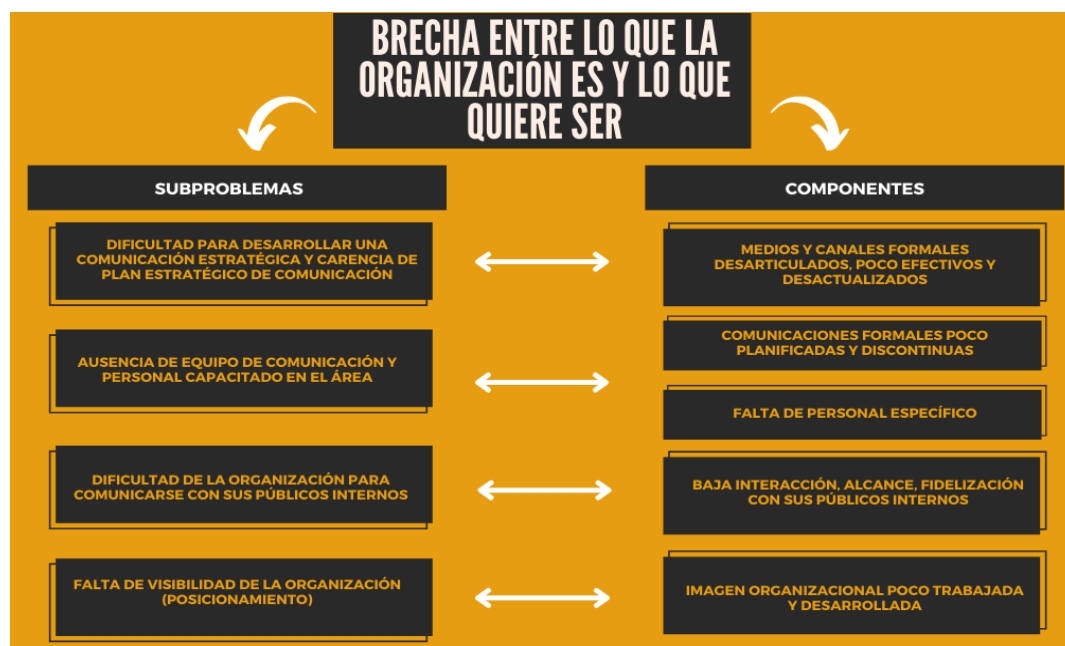 BRECHA ENTRE LO QUE LA
ORGANIZACIÓN ES Y LO QUE
QUIERE SER
SUBPROBLEMAS
COMPONENTES
DIFICULTAD PARA DESARROLLAR UNA
COMUNICACIÓN ESTRATÉGICA Y CARENCIA DE
PLAN ESTRATÉGICO DE COMUNICACIÓN
MEDIOS Y CANALES FORMALES
DESARTICULADOS, POCO EFECTIVOS Y
DESACTUALIZADOS
AUSENCIA DE EQUIPO DE COMUNICACIÓN Y
PERSONAL CAPACITADO EN EL ÁREA
COMUNICACIONES FORMALES POCO
PLANIFICADAS Y DISCONTINUAS
FALTA DE PERSONAL ESPECÍFICO
DIFICULTAD DE LA ORGANIZACIÓN PARA
COMUNICARSE CON SUS PÚBLICOS INTERNOS
BAJA INTERACCIÓN, ALCANCE, FIDELIZACIÓN
CON SUS PÚBLICOS INTERNOS
FALTA DE VISIBILIDAD DE LA ORGANIZACIÓN
(POSICIONAMIENTO)
IMAGEN ORGANIZACIONAL POCO TRABAJADA
Y DESARROLLADA